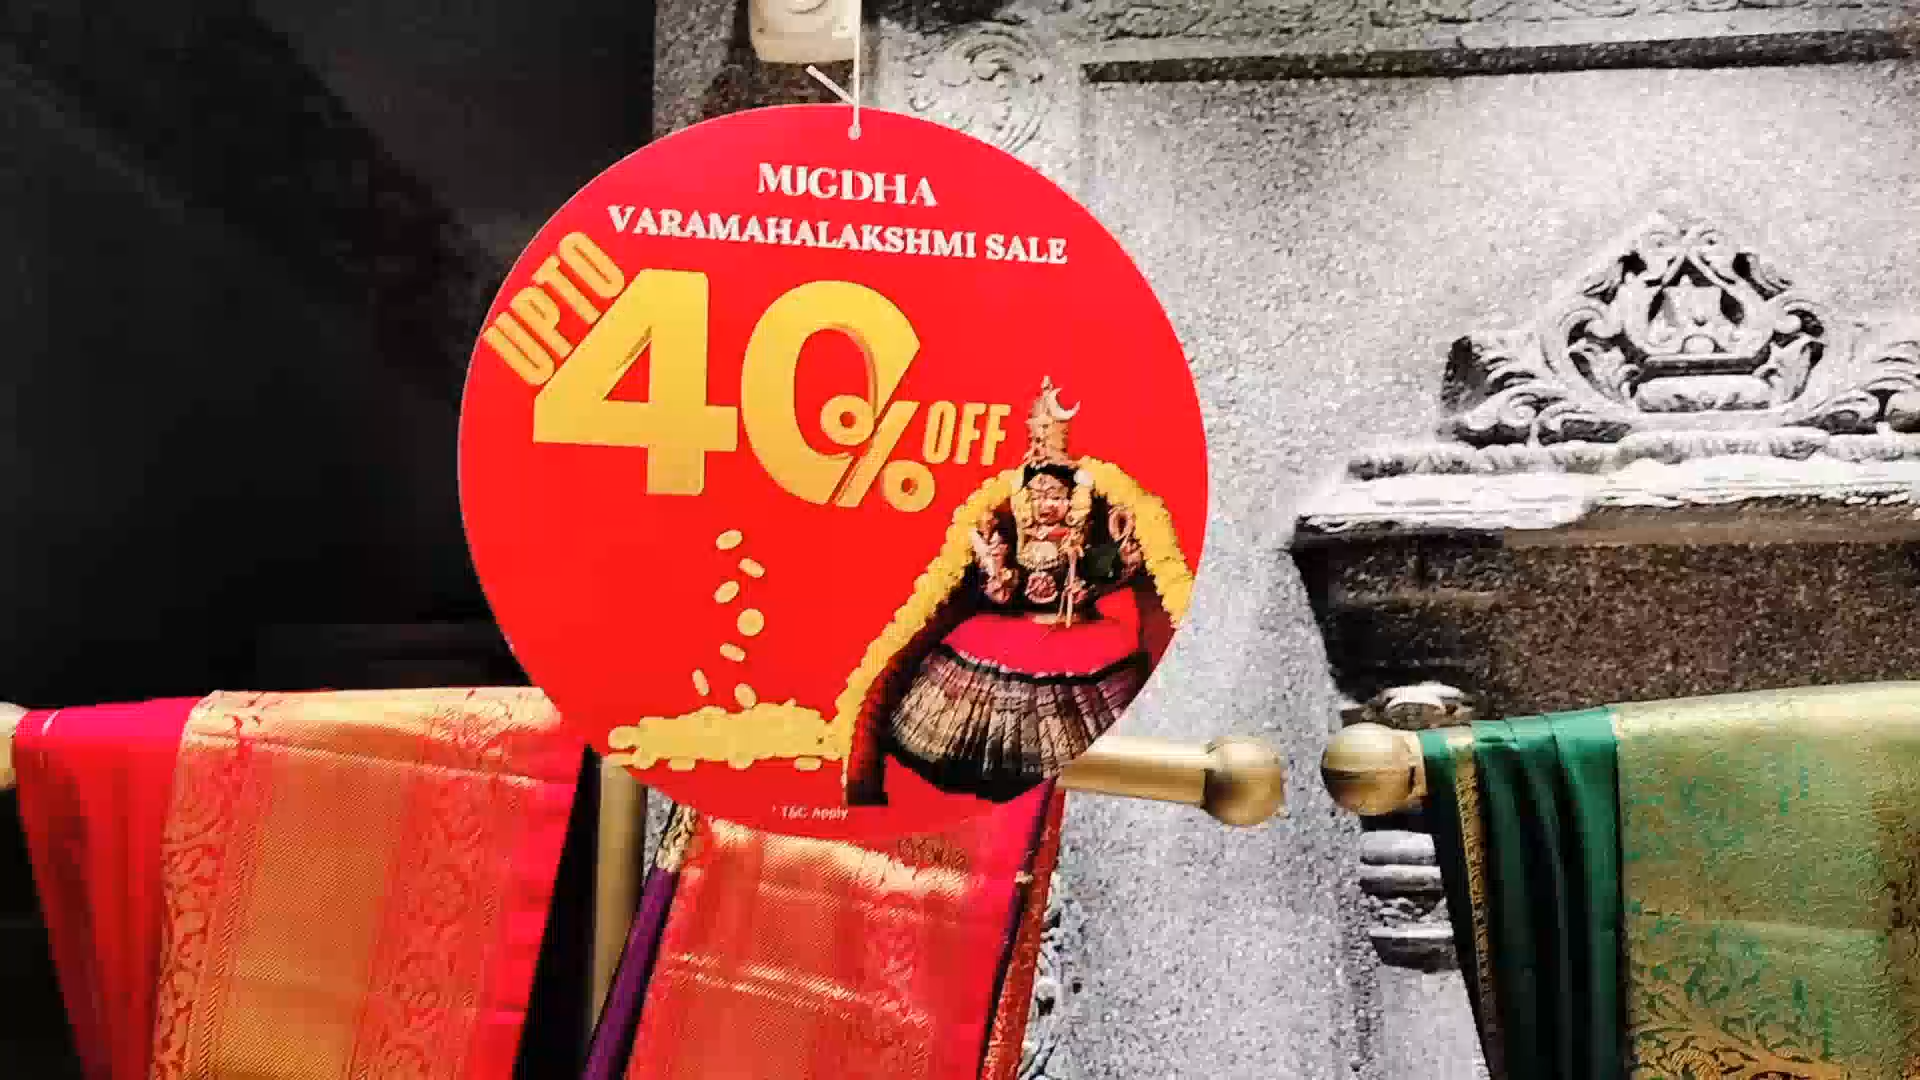 MUGDHA
VARAMAHALAKSHMI SALE
UPTO
40% OFF
* T&C Apply